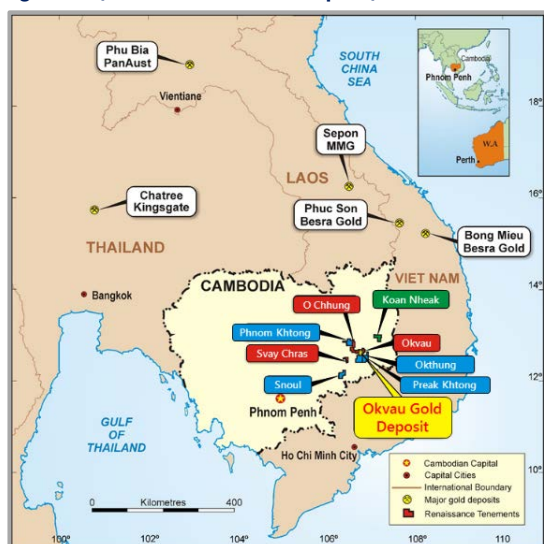 Phu Bia
PanAust
Vientiane
SOUTH
CHINA
SEA
Cambodia
Phnom Penh
W.A
Perth
18°
Sepon
MMG
LAOS
16°
Chatree
Kingsgate
Phuc Son
Besra Gold
Bong Mieu
Besra Gold
THAILAND
VIET NAM
14°
CAMBODIA
Bangkok
O Chhung
Koan Nheak
Phnom Khtong
Okvau
Svay Chras
Okthung
12°
Snoul
Preak Khtong
Phnom Penh
Okvau Gold
Deposit
GULF
OF
THAILAND
Ho Chi Minh City
10°
Cambodian Capital
Capital Cities
International Boundary
Major gold deposits
Renaissance Tenements
0 Kilometres 400
100° 102° 104° 106° 108° 110